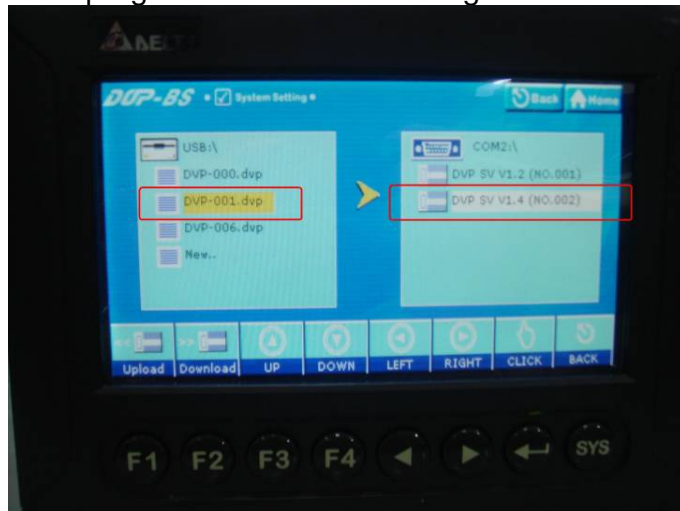 DELTA
DOP-BS • System Setting •
Back
Home
USB:\
DVP-000.dvp
DVP-001.dvp
DVP-006.dvp
New..
COM2:\
DVP SV V1.2 (NO.001)
DVP SV V1.4 (NO.002)
<< Upload
>> Download
UP
DOWN
LEFT
RIGHT
CLICK
BACK
F1
F2
F3
F4
SYS